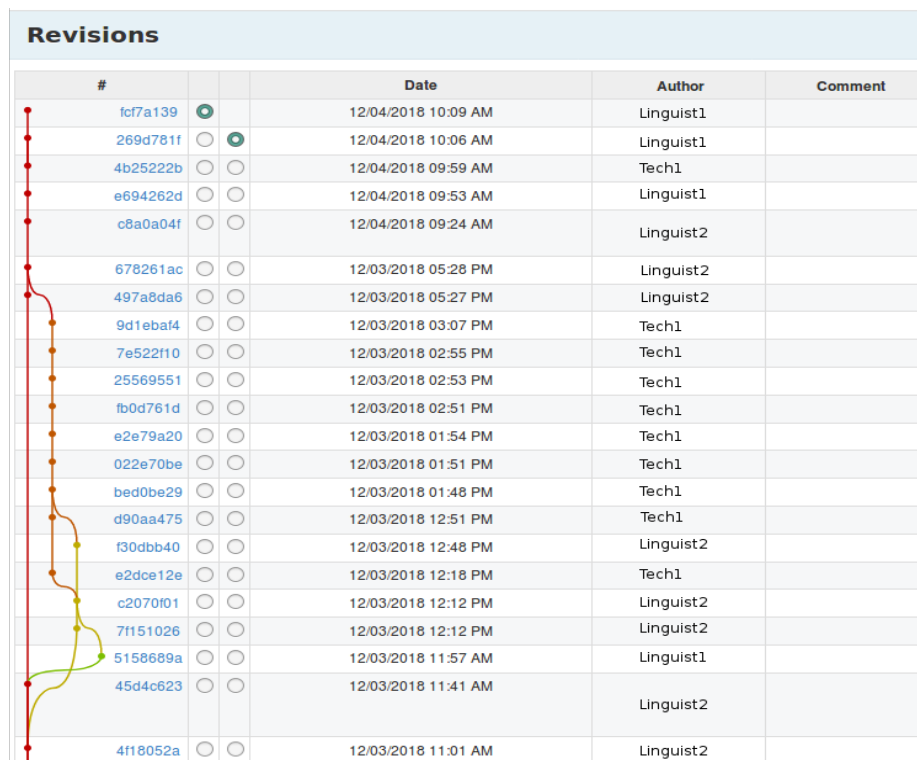 Revisions
# Date Author Comment
fcf7a139 12/04/2018 10:09 AM Linguist1
269d781f 12/04/2018 10:06 AM Linguist1
4b25222b 12/04/2018 09:59 AM Tech1
e694262d 12/04/2018 09:53 AM Linguist1
c8a0a04f 12/04/2018 09:24 AM Linguist2
678261ac 12/03/2018 05:28 PM Linguist2
497a8da6 12/03/2018 05:27 PM Linguist2
9d1ebaf4 12/03/2018 03:07 PM Tech1
7e522f10 12/03/2018 02:55 PM Tech1
25569551 12/03/2018 02:53 PM Tech1
fb0d761d 12/03/2018 02:51 PM Tech1
e2e79a20 12/03/2018 01:54 PM Tech1
022e70be 12/03/2018 01:51 PM Tech1
bed0be29 12/03/2018 01:48 PM Tech1
d90aa475 12/03/2018 12:51 PM Tech1
f30dbb40 12/03/2018 12:48 PM Linguist2
e2dce12e 12/03/2018 12:18 PM Tech1
c2070f01 12/03/2018 12:12 PM Linguist2
7f151026 12/03/2018 12:12 PM Linguist2
5158689a 12/03/2018 11:57 AM Linguist1
45d4c623 12/03/2018 11:41 AM Linguist2
4f18052a 12/03/2018 11:01 AM Linguist2